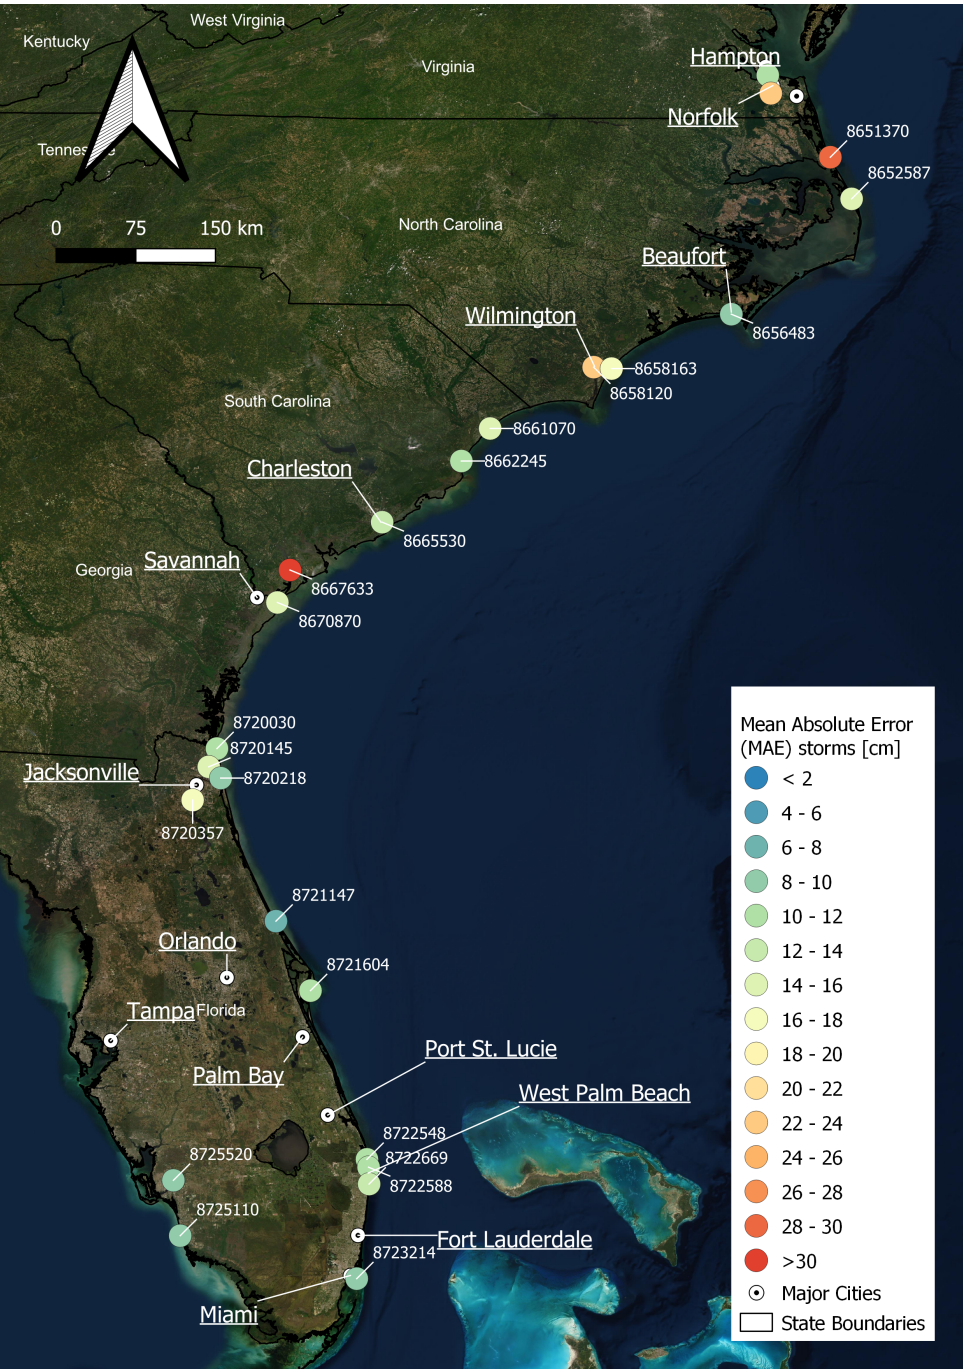 West Virginia
Kentucky
Hampton
Virginia
Norfolk
8651370
Tennes e
8652587
0 75 150 km
North Carolina
Beaufort
Wilmington
8656483
8658163
8658120
South Carolina
8661070
8662245
Charleston
8665530
Savannah
Georgia
8667633
8670870
8720030
8720145
Jacksonville
8720218
8720357
8721147
Orlando
8721604
Tampa
Florida
Port St. Lucie
Palm Bay
West Palm Beach
8722548
8722669
8725520
8722588
8725110
Fort Lauderdale
8723214
Miami
Mean Absolute Error
(MAE) storms [cm]
< 2
4 - 6
6 - 8
8 - 10
10 - 12
12 - 14
14 - 16
16 - 18
18 - 20
20 - 22
22 - 24
24 - 26
26 - 28
28 - 30
>30
Major Cities
State Boundaries